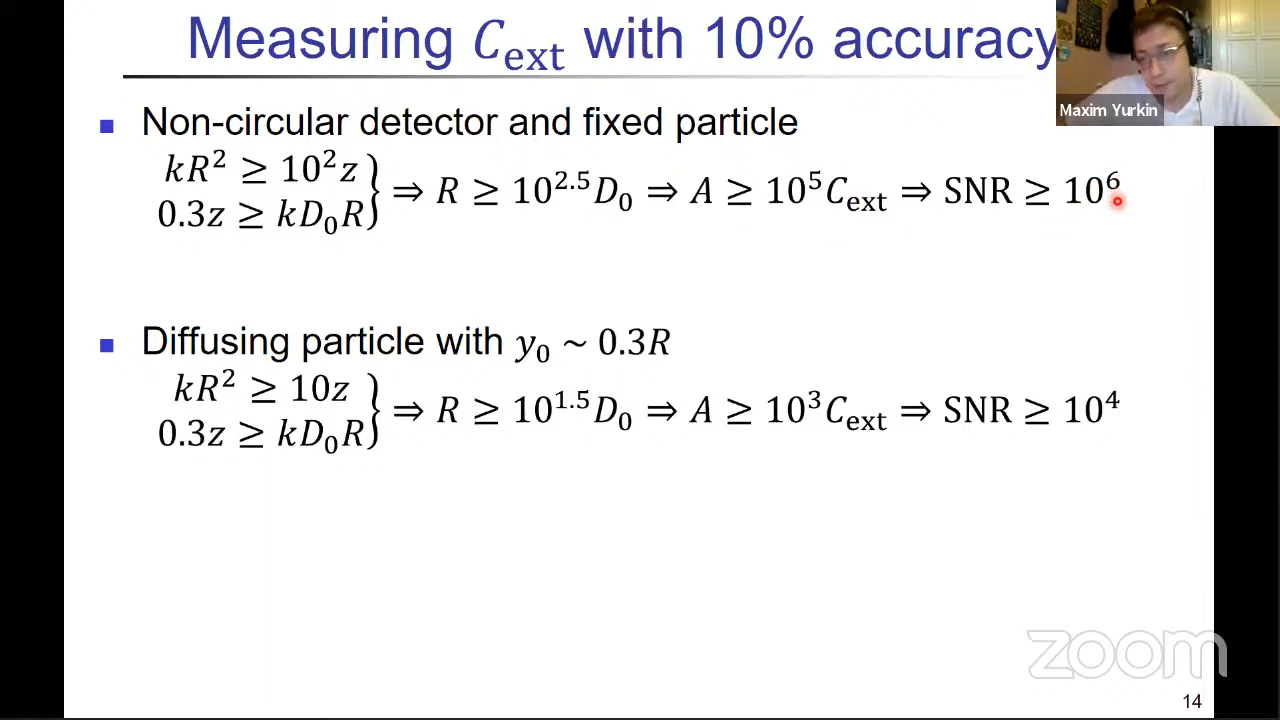 Measuring C_ext with 10% accuracy
Maxim Yurkin
Non-circular detector and fixed particle
kR² ≥ 10²z
0.3z ≥ kD₀R } ⇒ R ≥ 10^2.5 D₀ ⇒ A ≥ 10⁵C_ext ⇒ SNR ≥ 10⁶
Diffusing particle with y₀ ~ 0.3R
kR² ≥ 10z
0.3z ≥ kD₀R } ⇒ R ≥ 10^1.5 D₀ ⇒ A ≥ 10³C_ext ⇒ SNR ≥ 10⁴
zoom
14